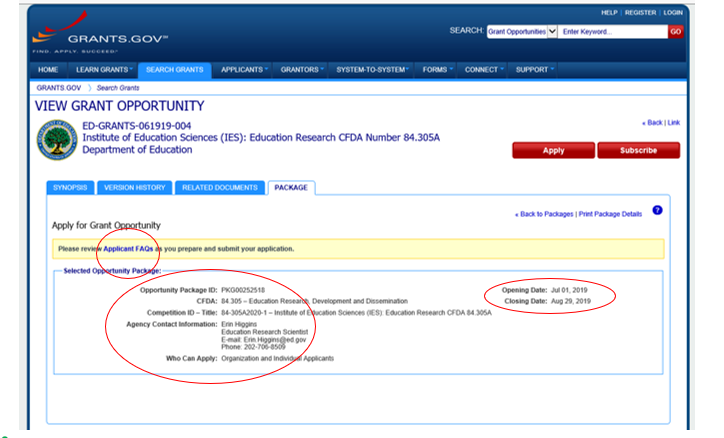 HELP | REGISTER | LOGIN
GRANTS.GOV℠
FIND. APPLY. SUCCEED.℠
SEARCH: Grant Opportunities Enter Keyword... GO
HOME LEARN GRANTS SEARCH GRANTS APPLICANTS GRANTORS SYSTEM-TO-SYSTEM FORMS CONNECT SUPPORT
GRANTS.GOV 〉 Search Grants
VIEW GRANT OPPORTUNITY
ED-GRANTS-061919-004
Institute of Education Sciences (IES): Education Research CFDA Number 84.305A
Department of Education
« Back | Link
Apply Subscribe
SYNOPSIS VERSION HISTORY RELATED DOCUMENTS PACKAGE
« Back to Packages | Print Package Details ?
Apply for Grant Opportunity
Please review Applicant FAQs as you prepare and submit your application.
Selected Opportunity Package:
Opportunity Package ID: PKG00252518 Opening Date: Jul 01, 2019
CFDA: 84.305 – Education Research, Development and Dissemination Closing Date: Aug 29, 2019
Competition ID – Title: 84-305A2020-1 – Institute of Education Sciences (IES): Education Research CFDA 84.305A
Agency Contact Information: Erin Higgins
Education Research Scientist
E-mail: Erin.Higgins@ed.gov
Phone: 202-706-8509
Who Can Apply: Organization and Individual Applicants